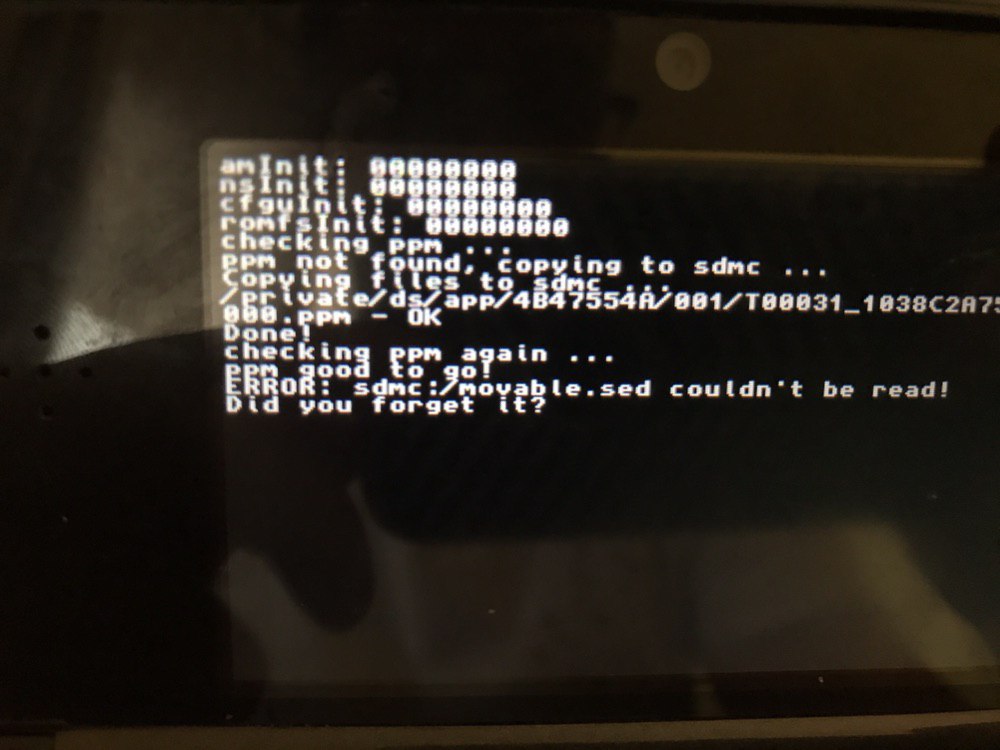 amInit: 00000000
nsInit: 00000000
cfguInit: 00000000
romfsInit: 00000000
checking ppm ...
ppm not found, copying to sdmc ...
Copying files to sdmc ...
/private/ds/app/4B47554A/001/T00031_1038C2A75
000.ppm - OK
Done!
checking ppm again ...
ppm good to go!
ERROR: sdmc:/movable.sed couldn't be read!
Did you forget it?